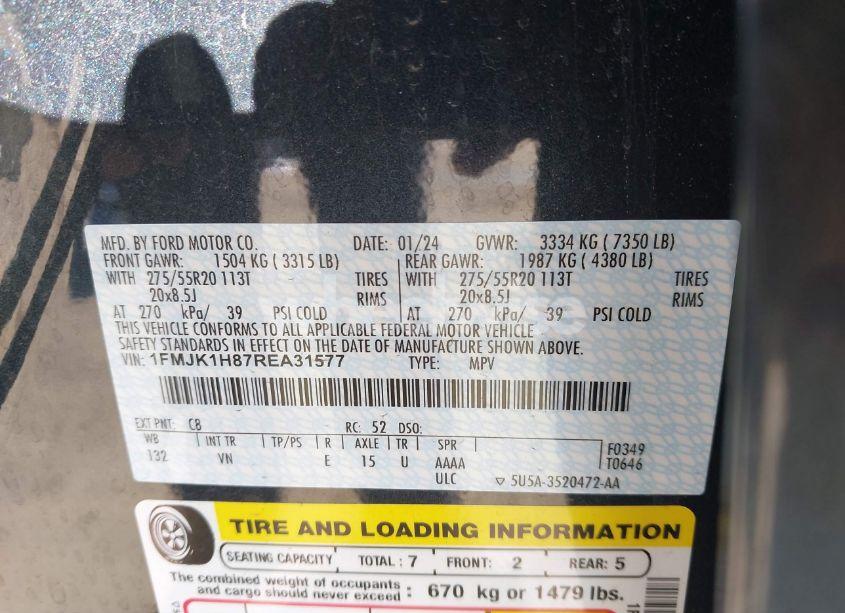 MFD. BY FORD MOTOR CO. DATE: 01/24 GVWR: 3334 KG ( 7350 LB)
FRONT GAWR: 1504 KG ( 3315 LB) REAR GAWR: 1987 KG ( 4380 LB)
WITH 275/55R20 113T TIRES WITH 275/55R20 113T TIRES
20x8.5J RIMS 20x8.5J RIMS
AT 270 kPa/ 39 PSI COLD AT 270 kPa/ 39 PSI COLD
THIS VEHICLE CONFORMS TO ALL APPLICABLE FEDERAL MOTOR VEHICLE
SAFETY STANDARDS IN EFFECT ON THE DATE OF MANUFACTURE SHOWN ABOVE.
VIN: 1FMJK1H87REA31577 TYPE: MPV
EXT PNT: C8 RC: 52 DSO:
WB INT TR TP/PS R AXLE TR SPR F0349
132 VN E 15 U AAAA T0646
ULC ▽ 5U5A-3520472-AA
TIRE AND LOADING INFORMATION
SEATING CAPACITY TOTAL : 7 FRONT: 2 REAR: 5
The combined weight of occupants
and cargo should never exceed : 670 kg or 1479 lbs.